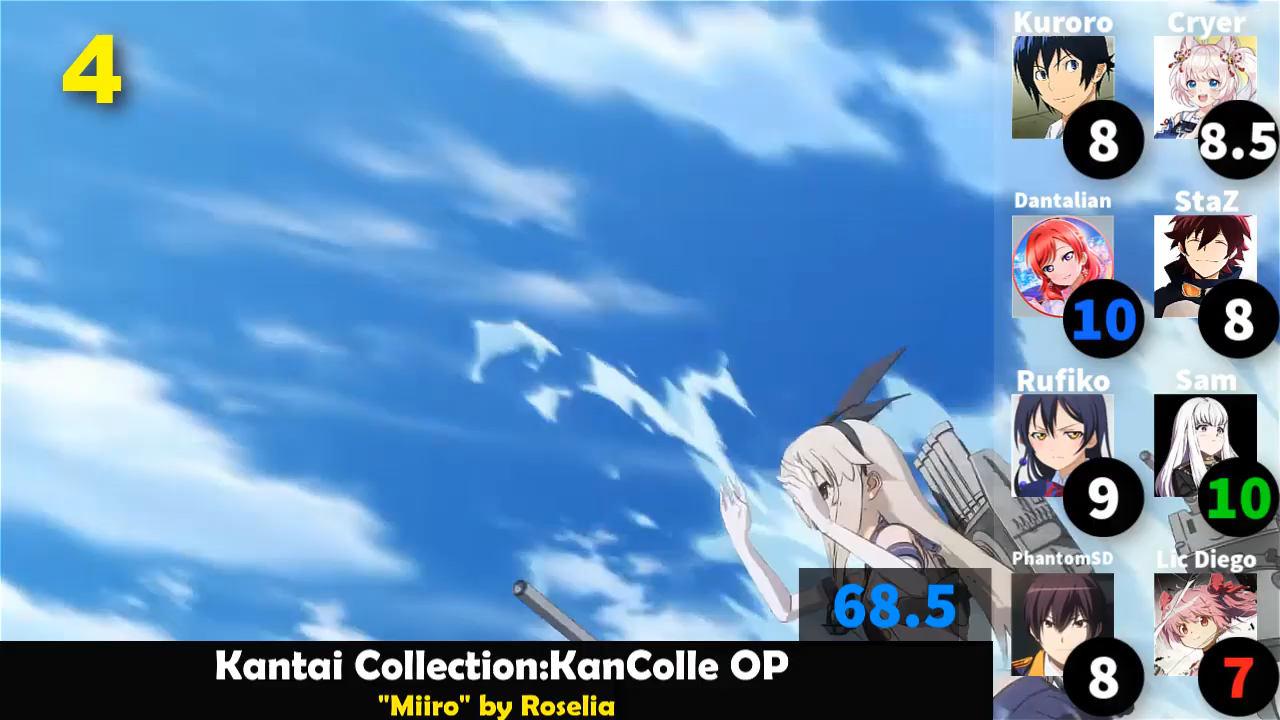 4
Kuroro
Cryer
8
8.5
Dantalian
StaZ
10
8
Rufiko
Sam
9
10
PhantomSD
Lic Diego
8
7
68.5
Kantai Collection:KanColle OP
"Miiro" by Roselia